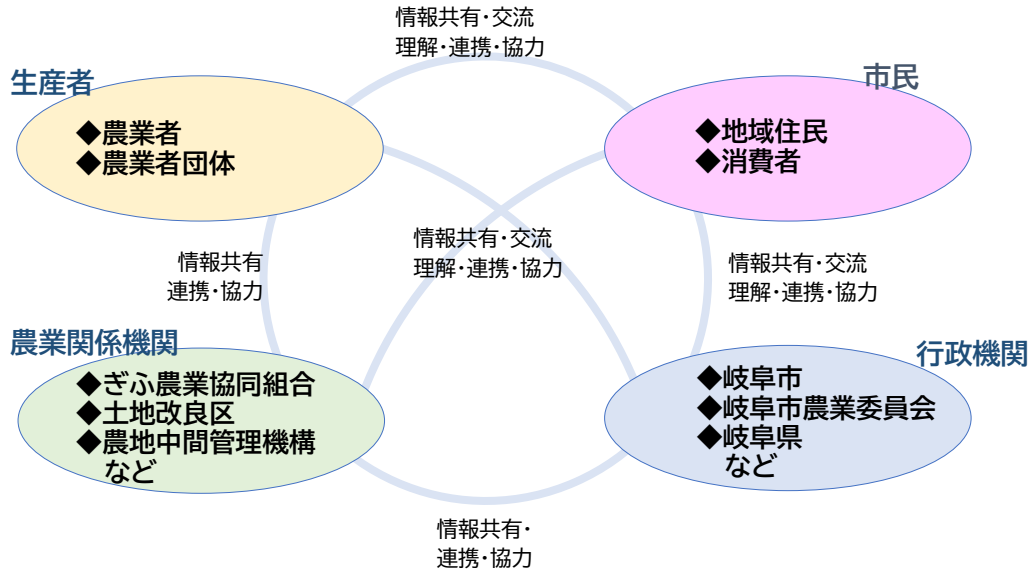 情報共有・交流
理解・連携・協力
生産者
市民
◆農業者
◆農業者団体
◆地域住民
◆消費者
情報共有
連携・協力
情報共有・交流
理解・連携・協力
情報共有・交流
理解・連携・協力
農業関係機関
行政機関
◆ぎふ農業協同組合
◆土地改良区
◆農地中間管理機構
など
◆岐阜市
◆岐阜市農業委員会
◆岐阜県
など
情報共有・
連携・協力